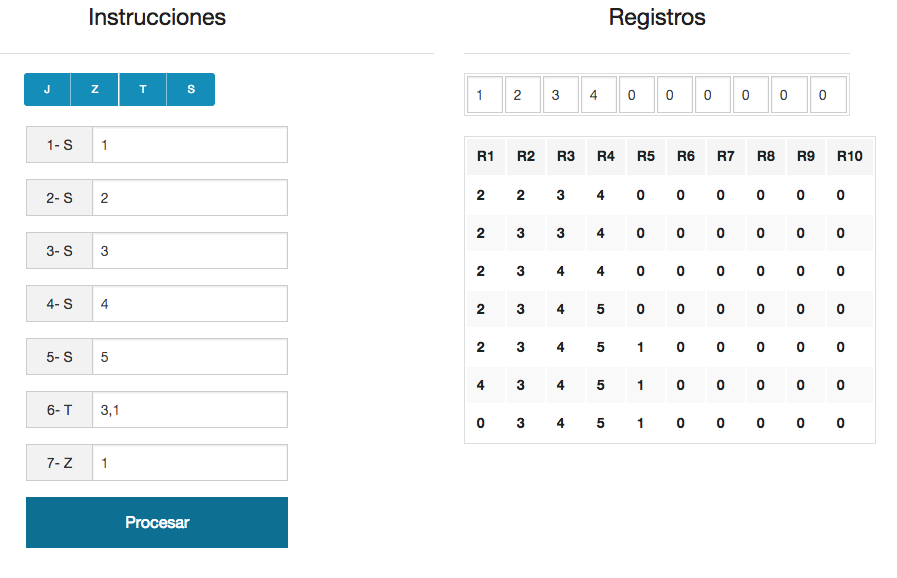 Instrucciones
J Z T S
1- S 1
2- S 2
3- S 3
4- S 4
5- S 5
6- T 3,1
7- Z 1
Procesar
Registros
1 2 3 4 0 0 0 0 0 0
R1 R2 R3 R4 R5 R6 R7 R8 R9 R10
2 2 3 4 0 0 0 0 0 0
2 3 3 4 0 0 0 0 0 0
2 3 4 4 0 0 0 0 0 0
2 3 4 5 0 0 0 0 0 0
2 3 4 5 1 0 0 0 0 0
4 3 4 5 1 0 0 0 0 0
0 3 4 5 1 0 0 0 0 0